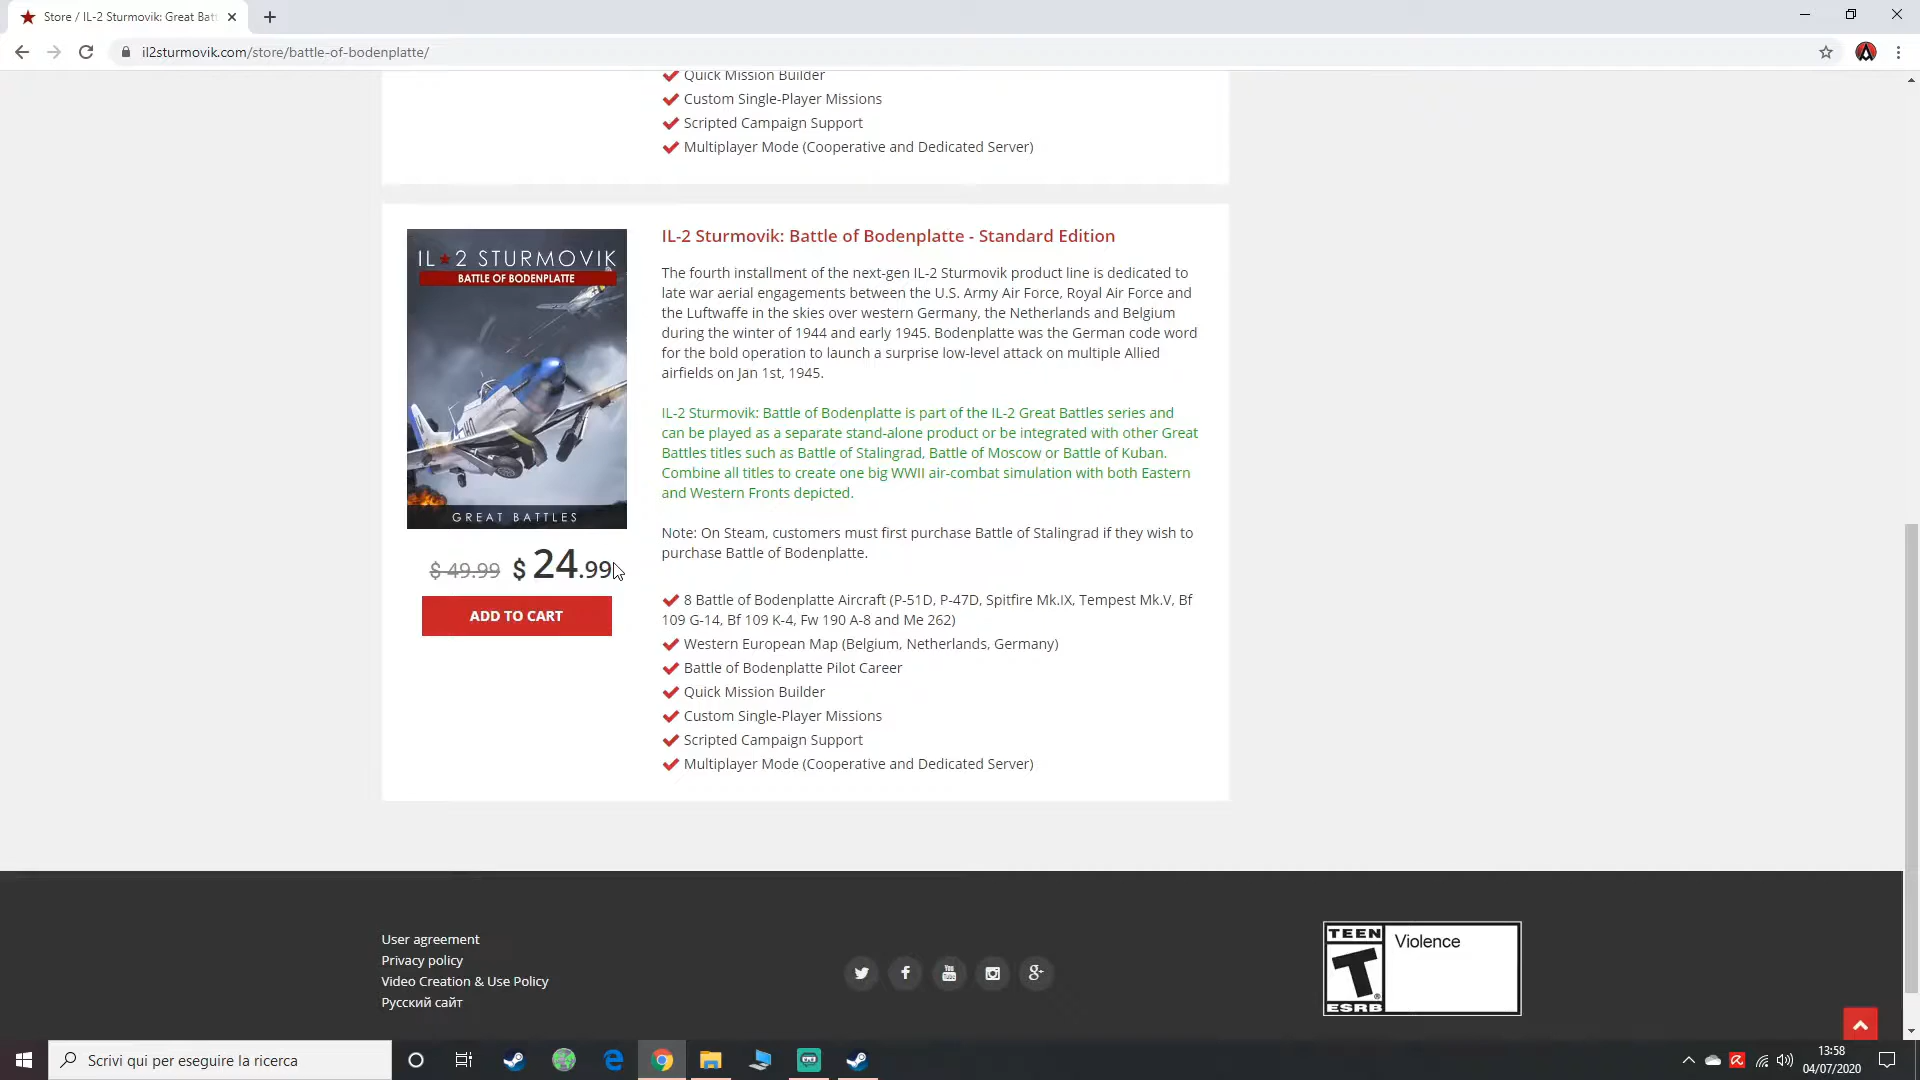 Store / IL-2 Sturmovik: Great Bat
il2sturmovik.com/store/battle-of-bodenplatte/
Quick Mission Builder
Custom Single-Player Missions
Scripted Campaign Support
Multiplayer Mode (Cooperative and Dedicated Server)
IL★2 STURMOVIK
BATTLE OF BODENPLATTE
GREAT BATTLES
$ 49.99 $ 24.99
ADD TO CART
IL-2 Sturmovik: Battle of Bodenplatte - Standard Edition
The fourth installment of the next-gen IL-2 Sturmovik product line is dedicated to
late war aerial engagements between the U.S. Army Air Force, Royal Air Force and
the Luftwaffe in the skies over western Germany, the Netherlands and Belgium
during the winter of 1944 and early 1945. Bodenplatte was the German code word
for the bold operation to launch a surprise low-level attack on multiple Allied
airfields on Jan 1st, 1945.
IL-2 Sturmovik: Battle of Bodenplatte is part of the IL-2 Great Battles series and
can be played as a separate stand-alone product or be integrated with other Great
Battles titles such as Battle of Stalingrad, Battle of Moscow or Battle of Kuban.
Combine all titles to create one big WWII air-combat simulation with both Eastern
and Western Fronts depicted.
Note: On Steam, customers must first purchase Battle of Stalingrad if they wish to
purchase Battle of Bodenplatte.
8 Battle of Bodenplatte Aircraft (P-51D, P-47D, Spitfire Mk.IX, Tempest Mk.V, Bf
109 G-14, Bf 109 K-4, Fw 190 A-8 and Me 262)
Western European Map (Belgium, Netherlands, Germany)
Battle of Bodenplatte Pilot Career
Quick Mission Builder
Custom Single-Player Missions
Scripted Campaign Support
Multiplayer Mode (Cooperative and Dedicated Server)
User agreement
Privacy policy
Video Creation & Use Policy
Русский сайт
You
Tube
g+
TEEN
T
ESRB
Violence
Scrivi qui per eseguire la ricerca
13:58
04/07/2020